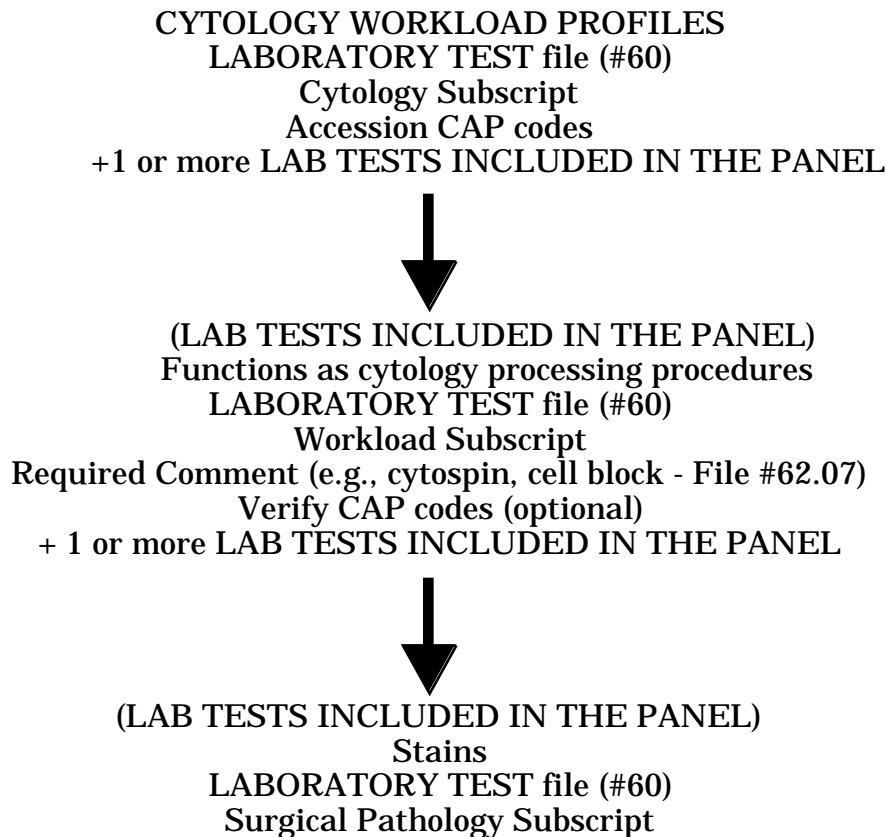 CYTOLOGY WORKLOAD PROFILES
LABORATORY TEST file (#60)
Cytology Subscript
Accession CAP codes
+1 or more LAB TESTS INCLUDED IN THE PANEL
(LAB TESTS INCLUDED IN THE PANEL)
Functions as cytology processing procedures
LABORATORY TEST file (#60)
Workload Subscript
Required Comment (e.g., cytospin, cell block - File #62.07)
Verify CAP codes (optional)
+ 1 or more LAB TESTS INCLUDED IN THE PANEL
(LAB TESTS INCLUDED IN THE PANEL)
Stains
LABORATORY TEST file (#60)
Surgical Pathology Subscript